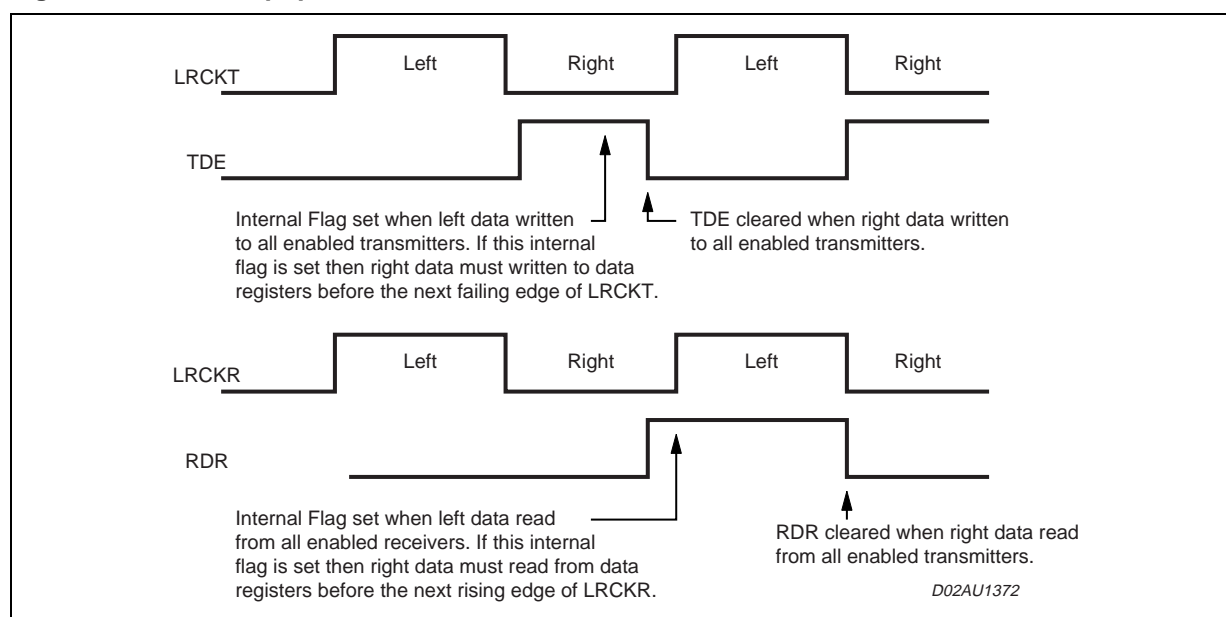 LRCKT
Left
Right
Left
Right
TDE
Internal Flag set when left data written
to all enabled transmitters. If this internal
flag is set then right data must written to data
registers before the next failing edge of LRCKT.
TDE cleared when right data written
to all enabled transmitters.
LRCKR
Left
Right
Left
Right
RDR
Internal Flag set when left data read
from all enabled receivers. If this internal
flag is set then right data must read from data
registers before the next rising edge of LRCKR.
RDR cleared when right data read
from all enabled transmitters.
D02AU1372